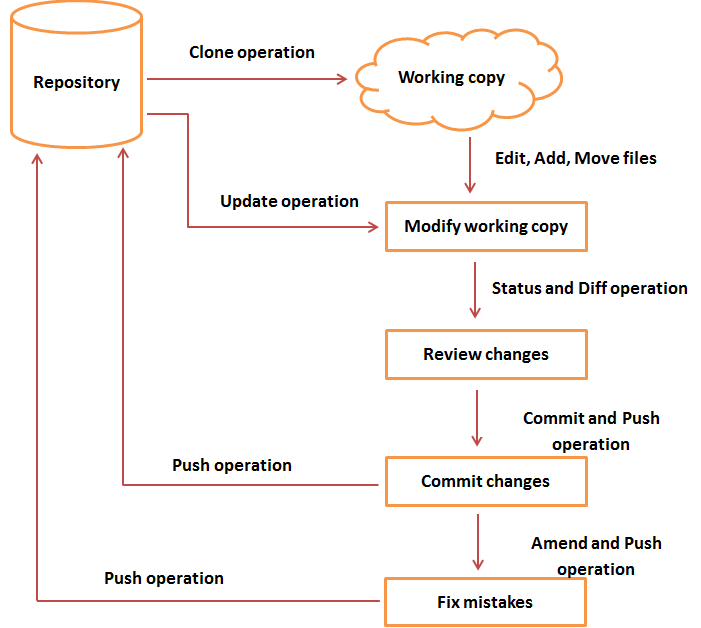 Clone operation
Repository
Working copy
Edit, Add, Move files
Update operation
Modify working copy
Status and Diff operation
Review changes
Commit and Push
operation
Push operation
Commit changes
Amend and Push
operation
Push operation
Fix mistakes